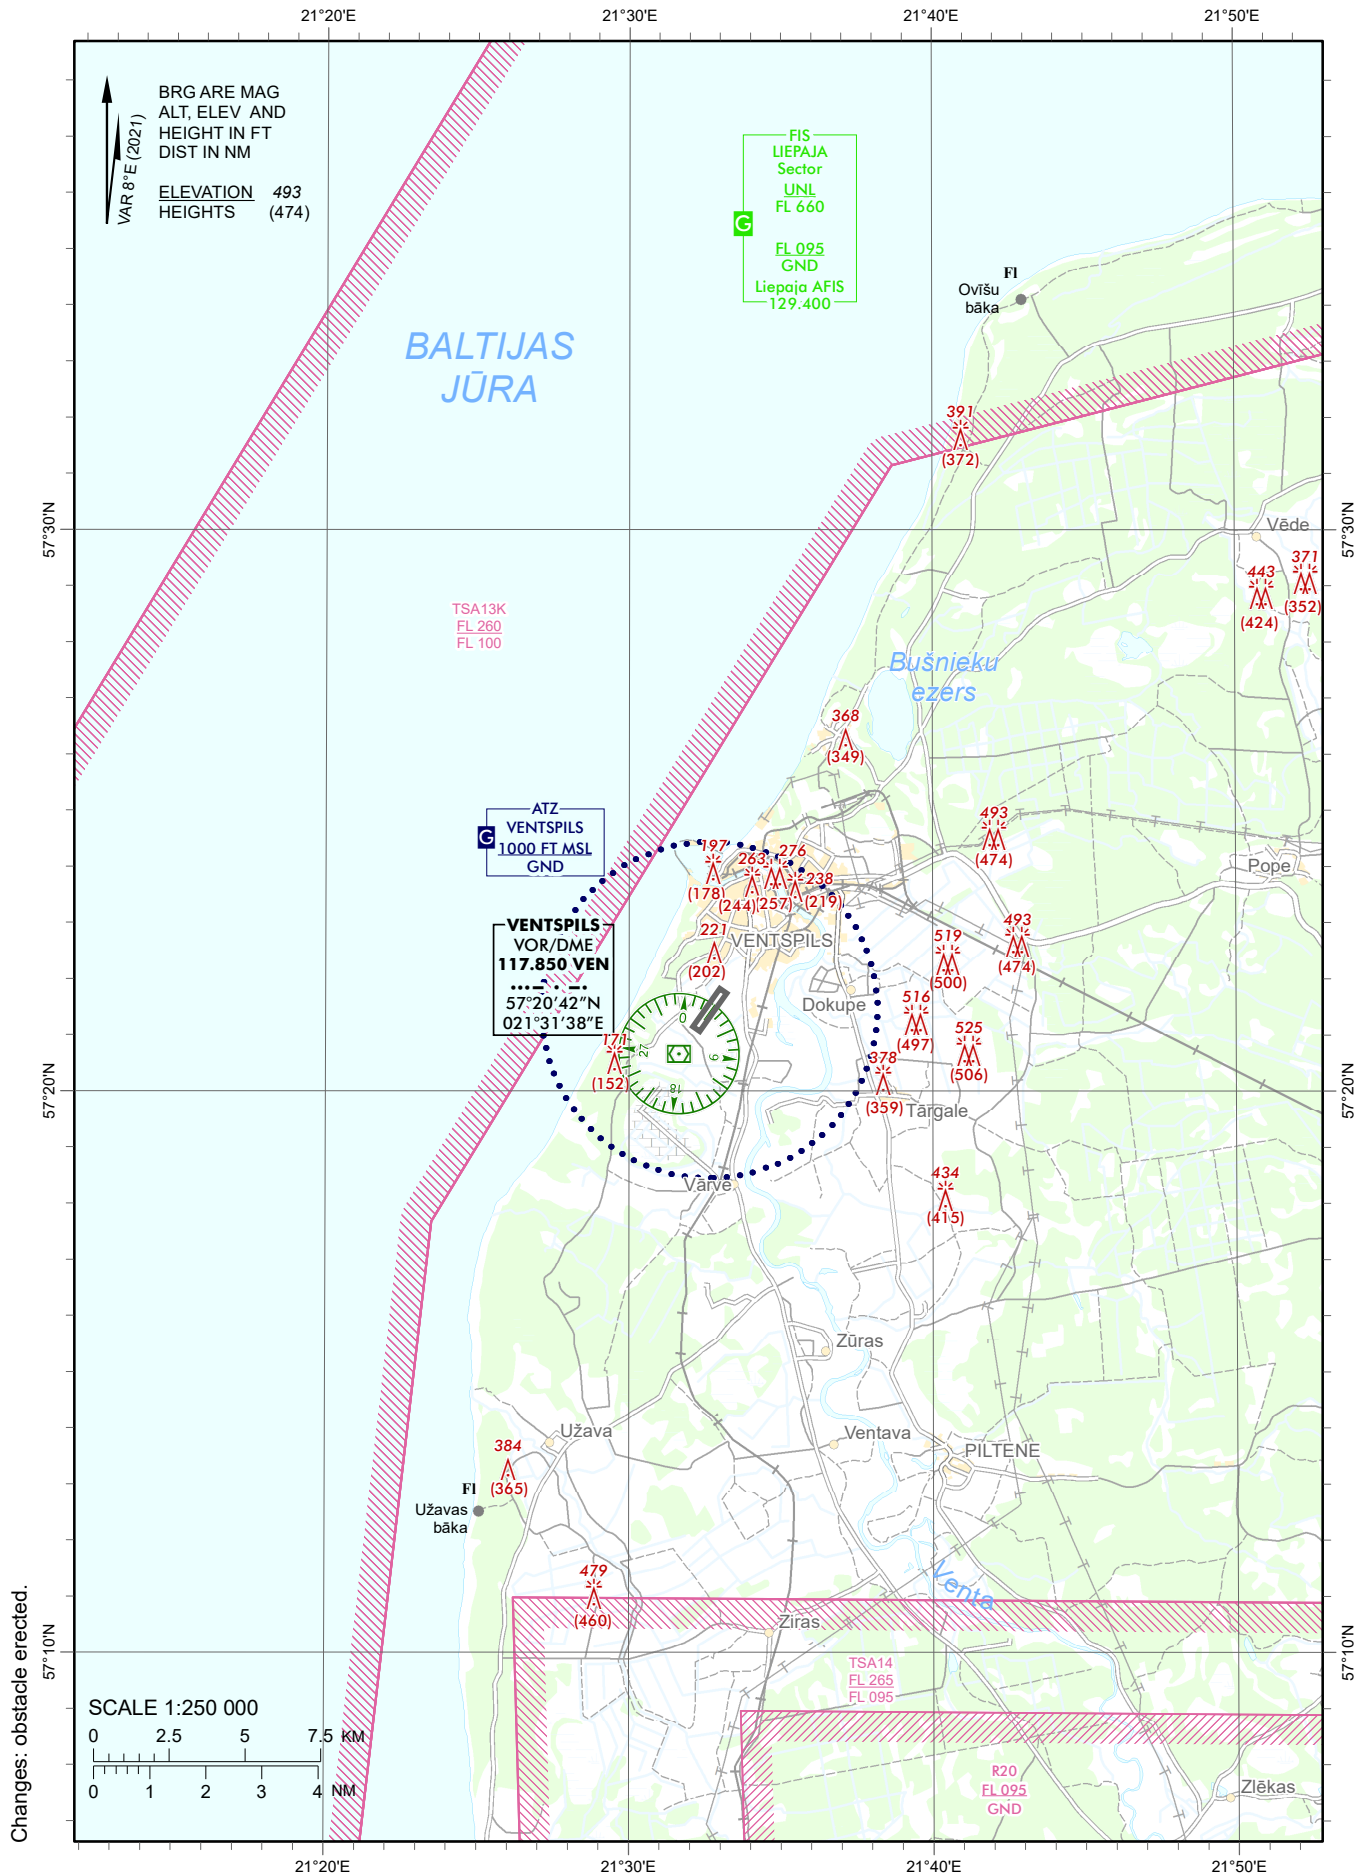 21°20′E
21°30′E
21°40′E
21°50′E
BRG ARE MAG
ALT, ELEV AND
HEIGHT IN FT
DIST IN NM
ELEVATION 493
HEIGHTS (474)
VAR 8°E (2021)
FIS
LIEPAJA
Sector
UNL
FL 660
G
FL 095
GND
Liepaja AFIS
129.400
Fl
Ovīšu
bāka
BALTIJAS
JŪRA
391
(372)
57°30′N
57°30′N
Vēde
443
(424)
371
(352)
TSA13K
FL 260
FL 100
Bušnieku
ezers
368
(349)
ATZ
G
VENTSPILS
1000 FT MSL
GND
493
(474)
Pope
197
(178)
263
(244)
276
(257)
238
(219)
221
(202)
VENTSPILS
493
(474)
519
(500)
VENTSPILS
VOR/DME
117.850 VEN
57°20′42″N
021°31′38″E
Dokupe
516
(497)
525
(506)
171
(152)
0
9
18
27
378
(359)
57°20′N
57°20′N
Tārgale
Vārve
434
(415)
Zūras
Užava
Ventava
PILTENE
384
(365)
Fl
Užavas
bāka
479
(460)
Venta
Ziras
57°10′N
57°10′N
TSA14
FL 265
FL 095
R20
FL 095
GND
Zlēkas
SCALE 1:250 000
0 2.5 5 7.5 KM
0 1 2 3 4 NM
Changes: obstade erected.
21°20′E
21°30′E
21°40′E
21°50′E